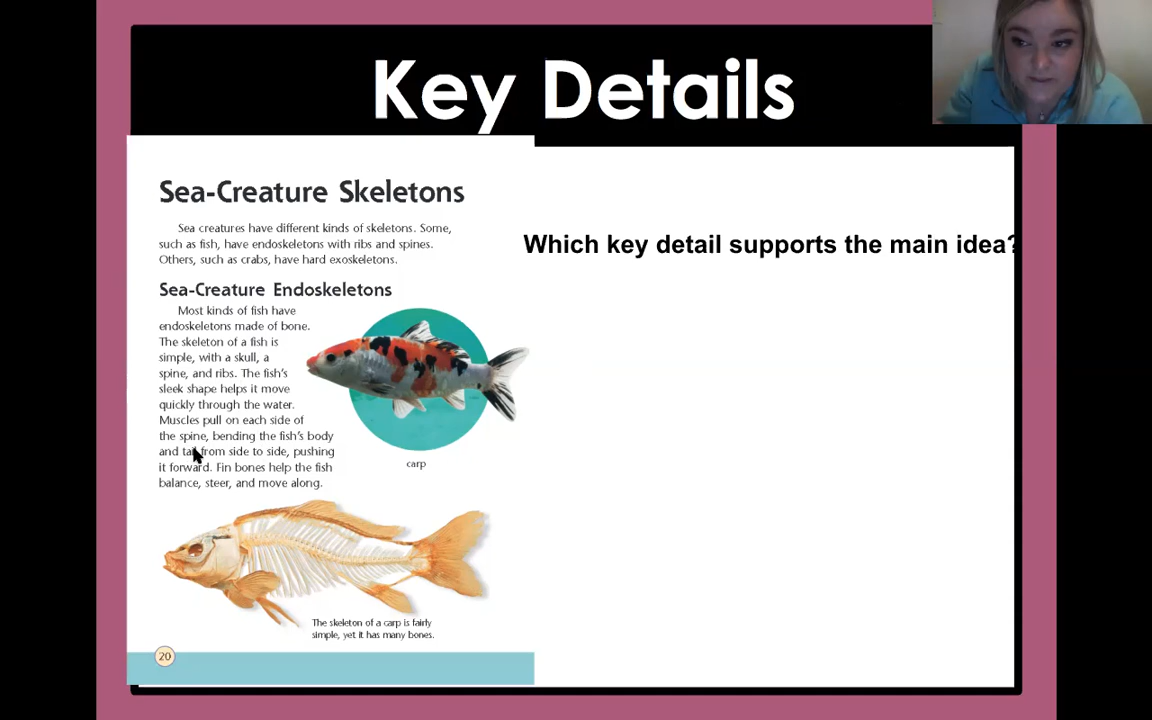 Key Details
Sea-Creature Skeletons
Sea creatures have different kinds of skeletons. Some,
such as fish, have endoskeletons with ribs and spines.
Others, such as crabs, have hard exoskeletons.
Which key detail supports the main idea?
Sea-Creature Endoskeletons
Most kinds of fish have
endoskeletons made of bone.
The skeleton of a fish is
simple, with a skull, a
spine, and ribs. The fish's
sleek shape helps it move
quickly through the water.
Muscles pull on each side of
the spine, bending the fish's body
and tail from side to side, pushing
it forward. Fin bones help the fish
balance, steer, and move along.
carp
The skeleton of a carp is fairly
simple, yet it has many bones.
20